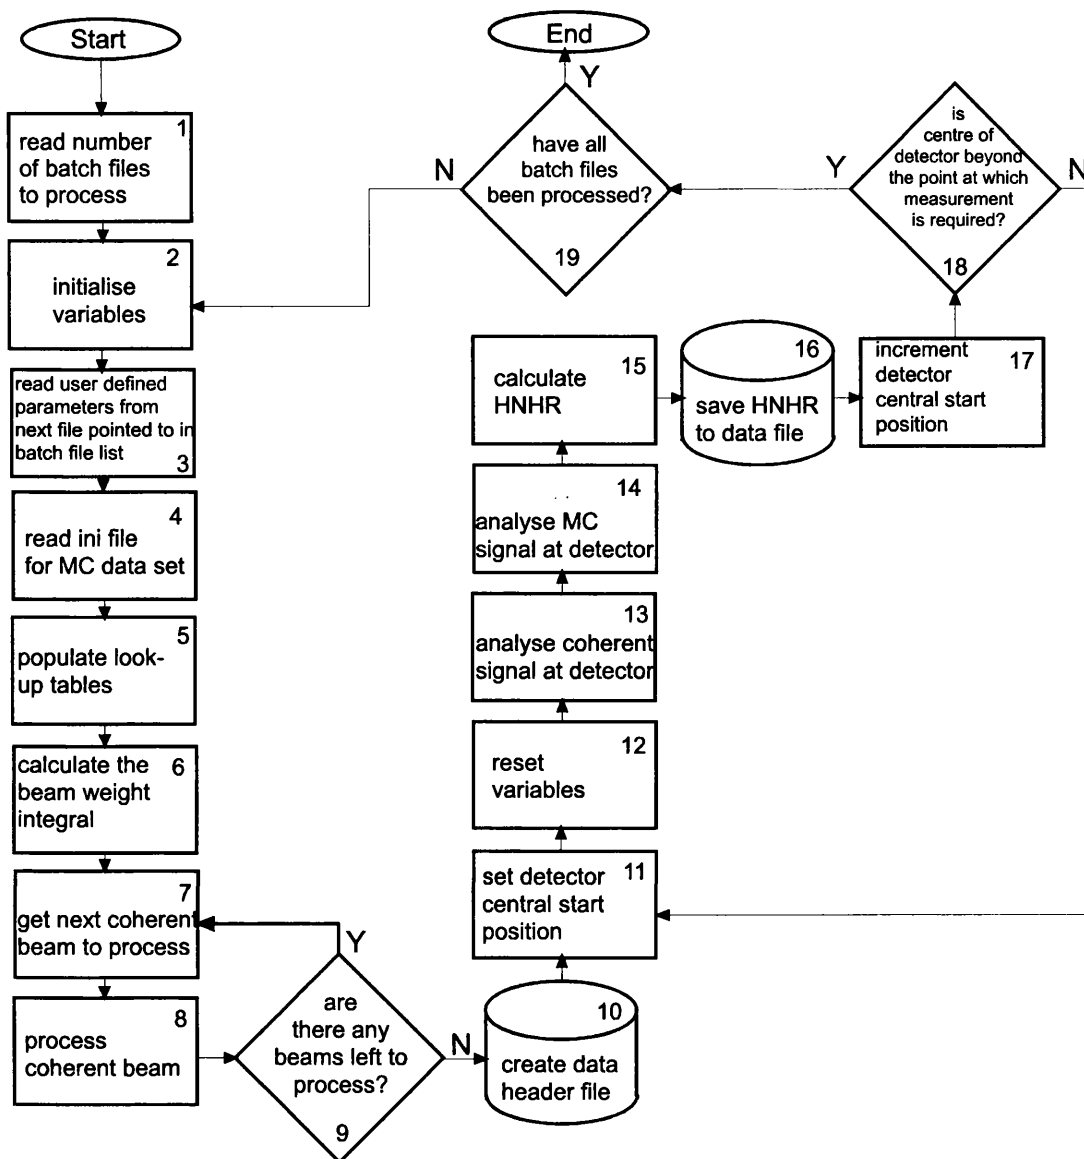 Start
1
read number
of batch files
to process
2
initialise
variables
read user defined
parameters from
next file pointed to in
batch file list
3
4
read ini file
for MC data set
5
populate look-
up tables
calculate the
6
beam weight
integral
7
get next coherent
beam to process
8
process
coherent beam
Y
are
there any
beams left to
process?
9
N
10
create data
header file
11
set detector
central start
position
12
reset
variables
13
analyse coherent
signal at detector
14
analyse MC
signal at detector
15
calculate
HNHR
16
save HNHR
to data file
increment
17
detector
central start
position
is
centre of
detector beyond
the point at which
measurement
is required?
18
N
Y
have all
batch files
been processed?
19
N
Y
End